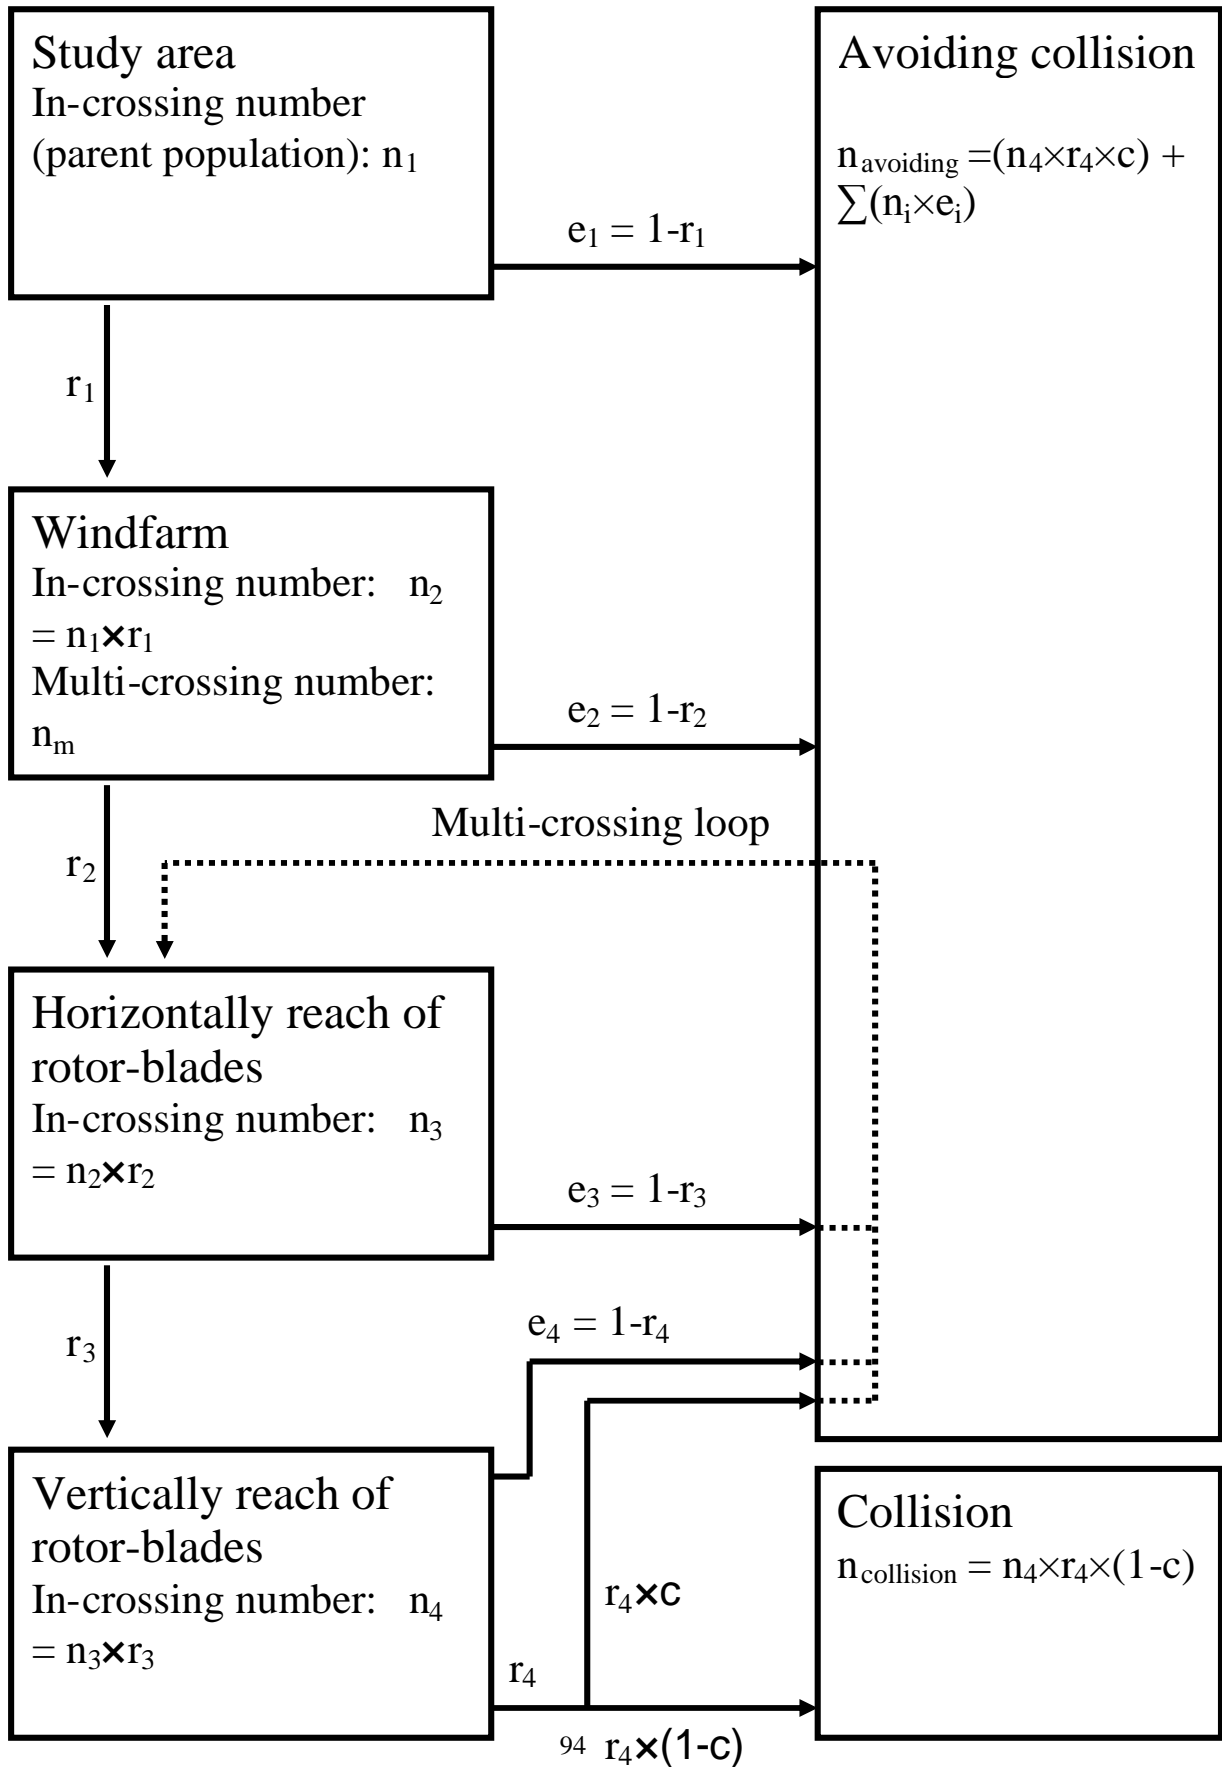 Study area
In-crossing number
(parent population): n₁
e₁ = 1-r₁
Avoiding collision
n avoiding =(n₄×r₄×c) +
∑(nᵢ×eᵢ)
r₁
Windfarm
In-crossing number: n₂
= n₁×r₁
Multi-crossing number:
nₘ
e₂ = 1-r₂
r₂
Multi-crossing loop
Horizontally reach of
rotor-blades
In-crossing number: n₃
= n₂×r₂
e₃ = 1-r₃
r₃
e₄ = 1-r₄
Vertically reach of
rotor-blades
In-crossing number: n₄
= n₃×r₃
r₄
r₄×c
94 r₄×(1-c)
Collision
n collision = n₄×r₄×(1-c)